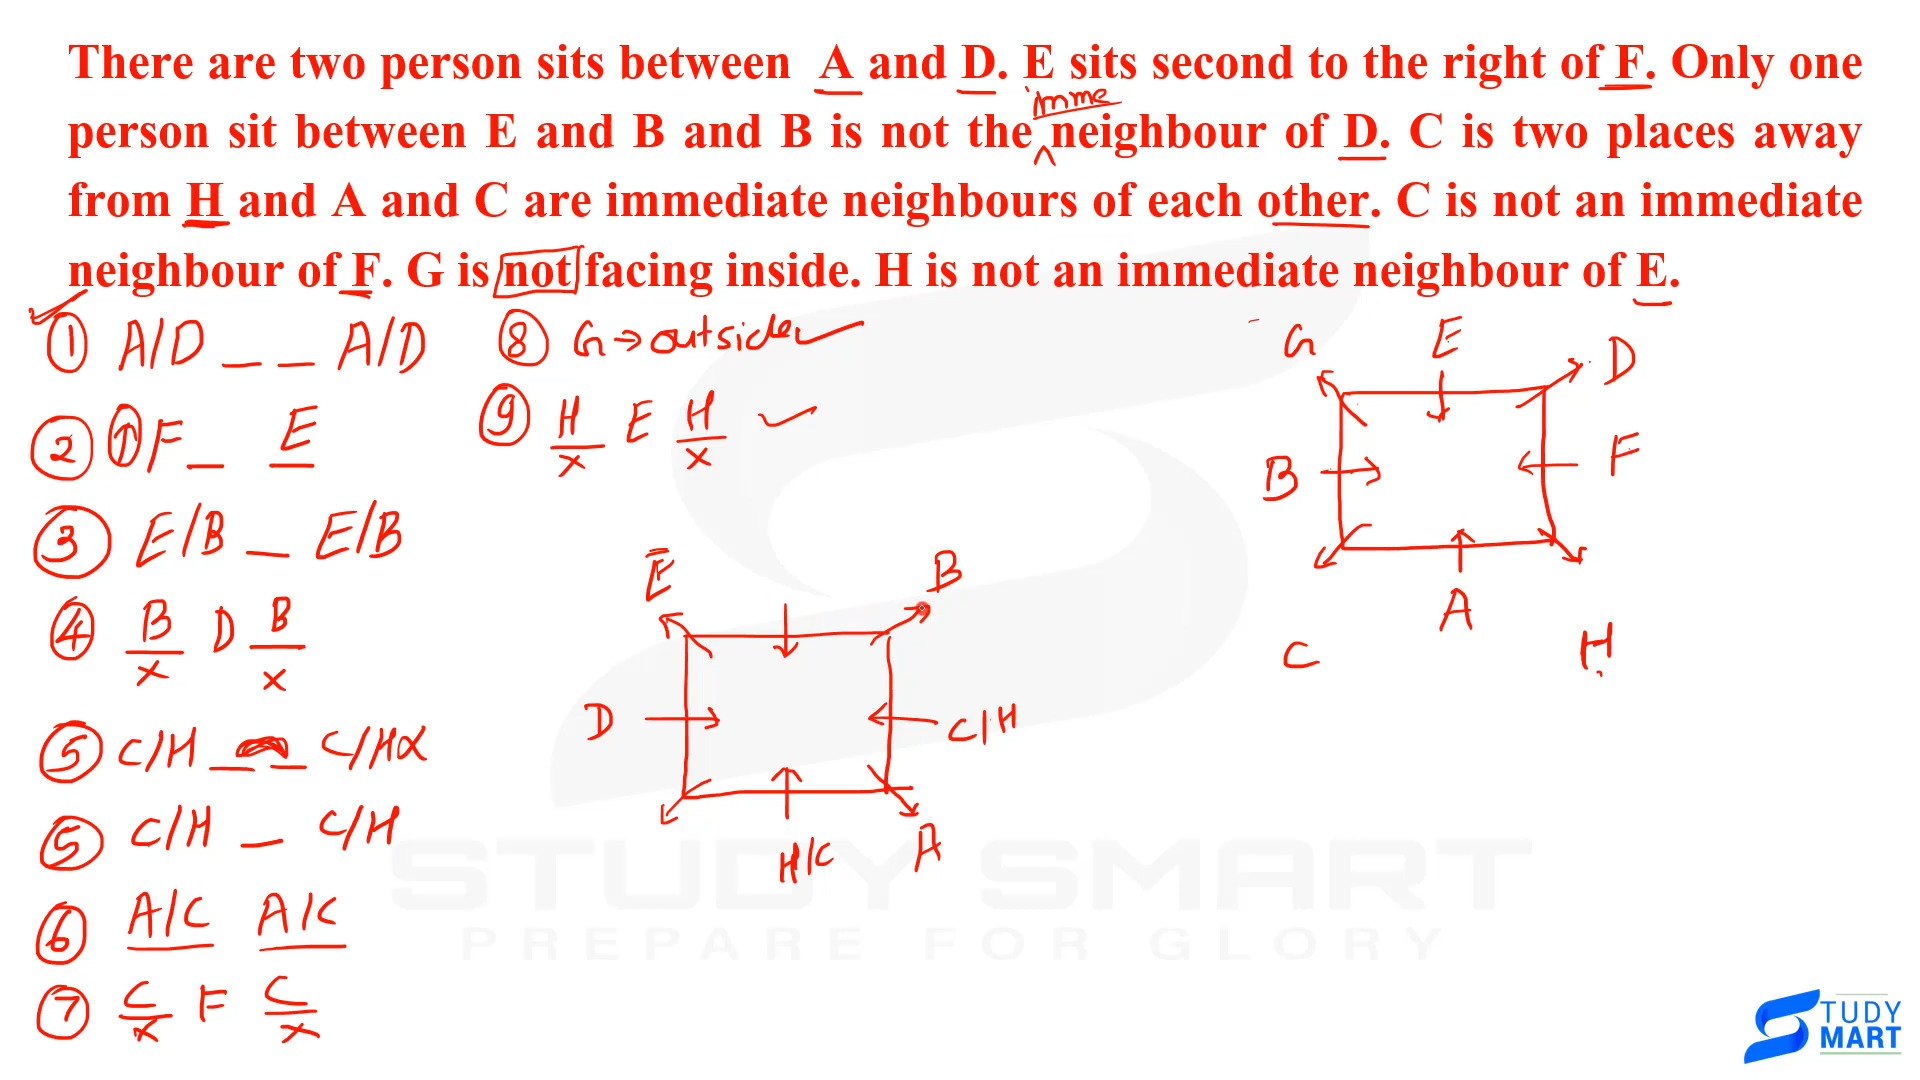 There are two person sits between A and D. E sits second to the right of F. Only one
imme
person sit between E and B and B is not the neighbour of D. C is two places away
from H and A and C are immediate neighbours of each other. C is not an immediate
neighbour of F. G is not facing inside. H is not an immediate neighbour of E.
① A/D _ _ A/D
② ① F _ E
③ E/B _ E/B
④ B/x D B/x
⑤ C/H _ _ C/H x
⑤ C/H _ C/H
⑥ A/C A/C
⑦ C/x F C/x
⑧ G → outside
⑨ H/x E H/x
E B
D C/H
H/C A
G E D
B F
A
C H
STUDY SMART
PREPARE FOR GLORY
STUDY
MART